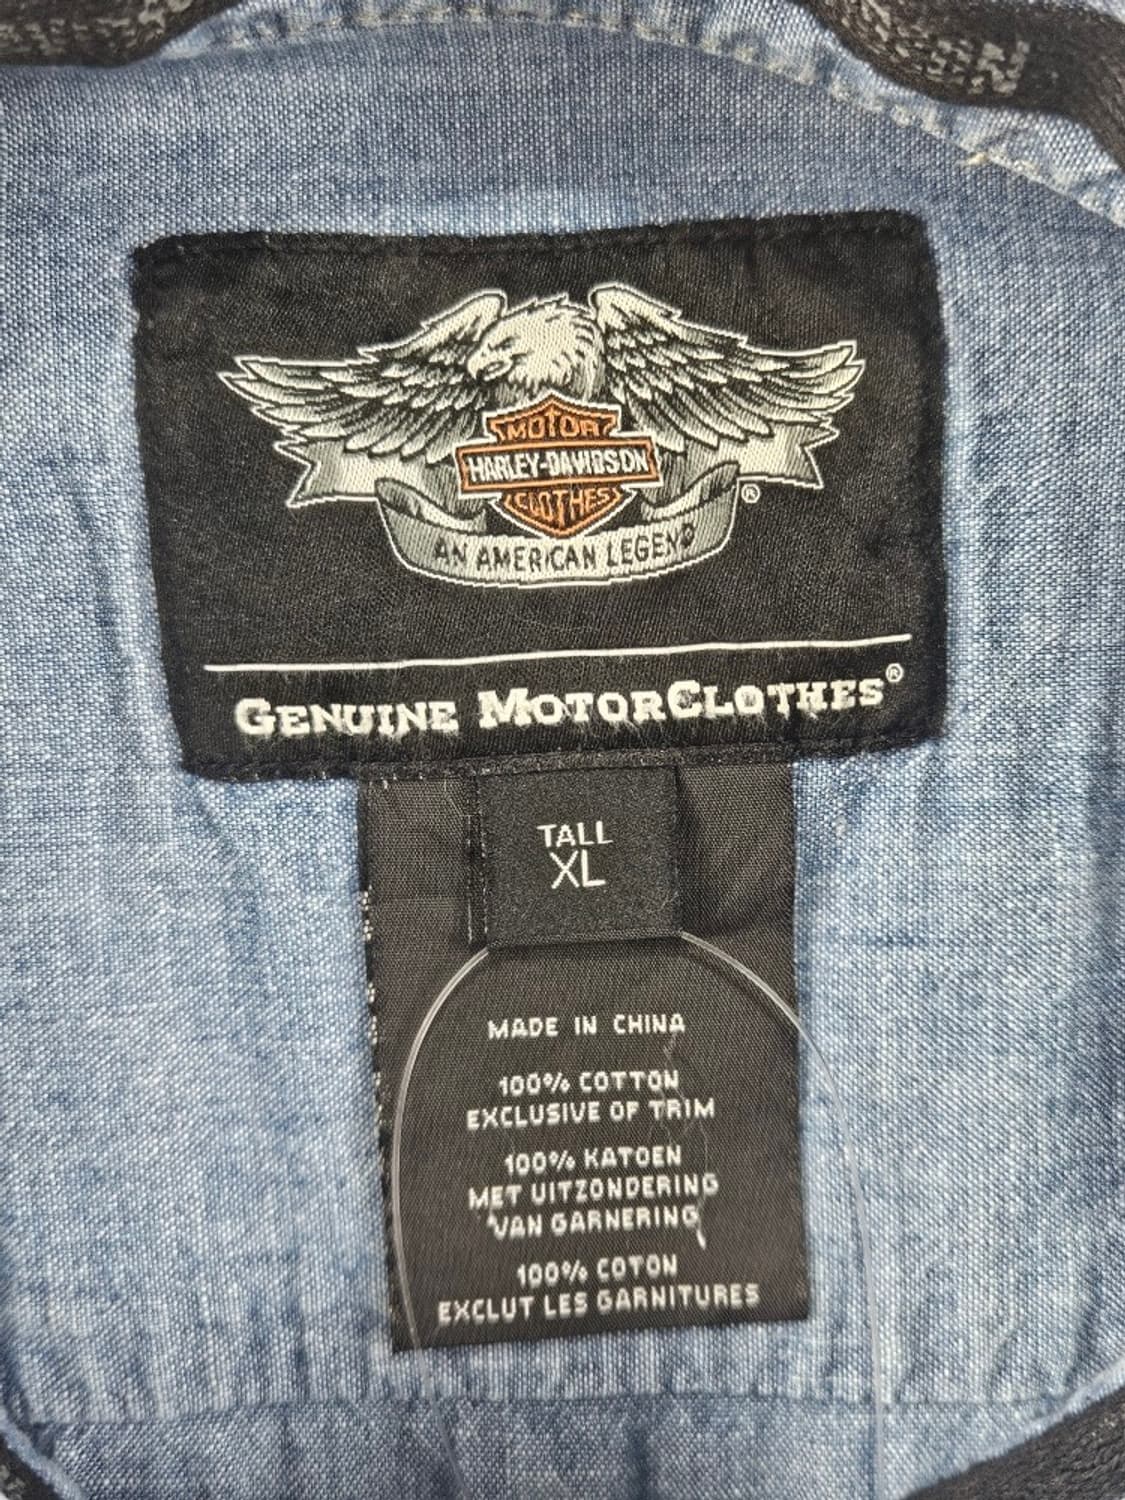 MOTOR
HARLEY-DAVIDSON
CLOTHES
®
AN AMERICAN LEGEND
GENUINE MOTORCLOTHES®
TALL
XL
MADE IN CHINA
100% COTTON
EXCLUSIVE OF TRIM
100% KATOEN
MET UITZONDERING
VAN GARNERING
100% COTON
EXCLUT LES GARNITURES